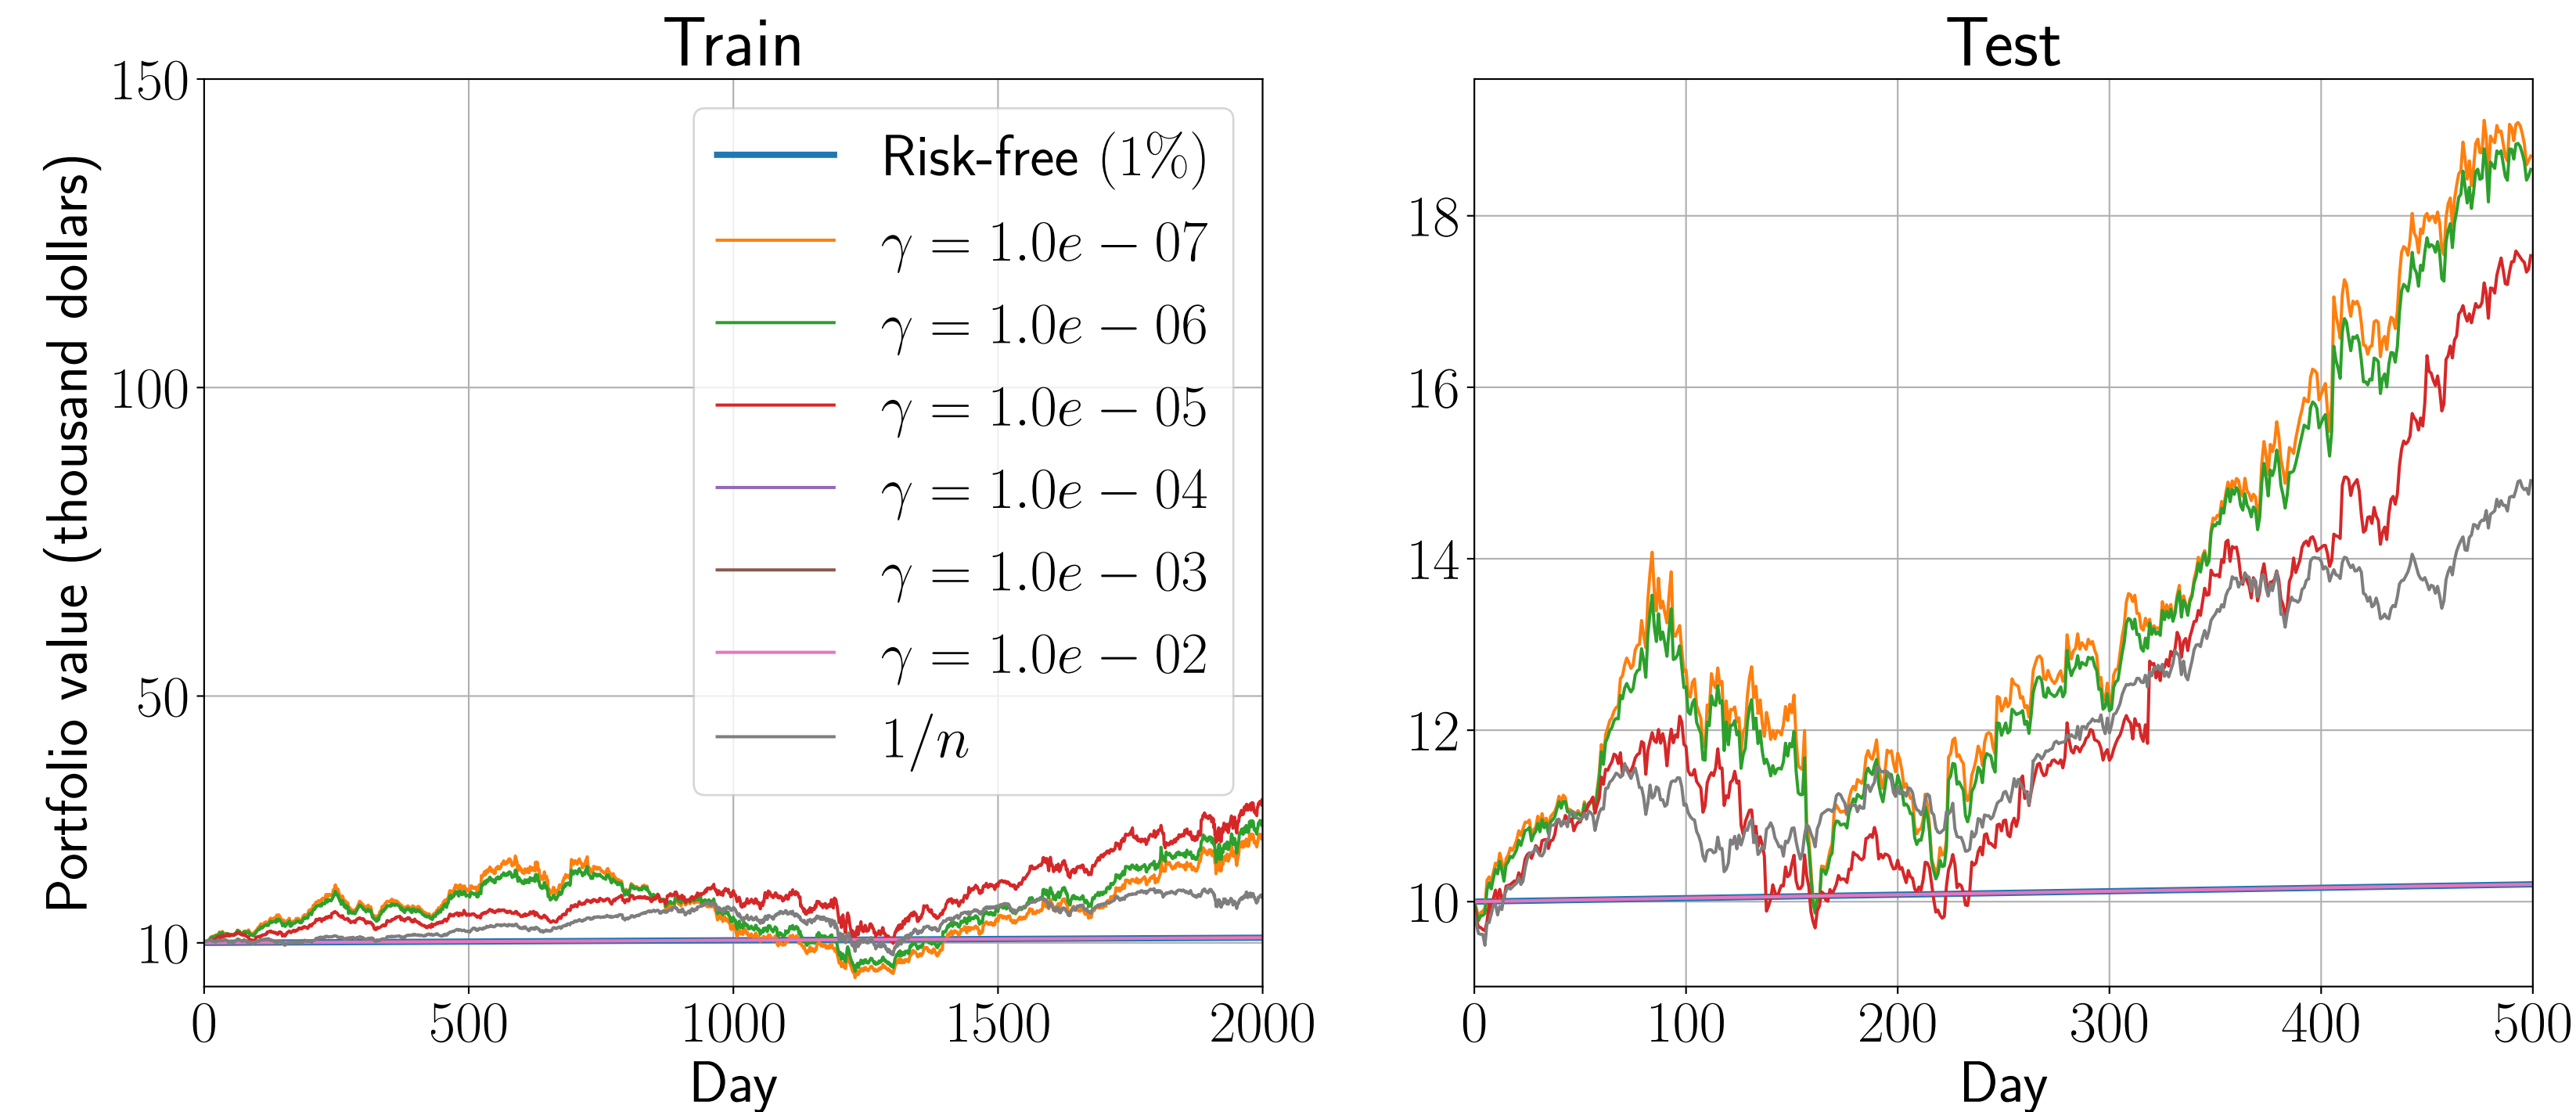 Train
Portfolio value (thousand dollars)
150
100
50
10
0 500 1000 1500 2000
Day
Risk-free (1%)
γ = 1.0e − 07
γ = 1.0e − 06
γ = 1.0e − 05
γ = 1.0e − 04
γ = 1.0e − 03
γ = 1.0e − 02
1/n
Test
18
16
14
12
10
0 100 200 300 400 500
Day